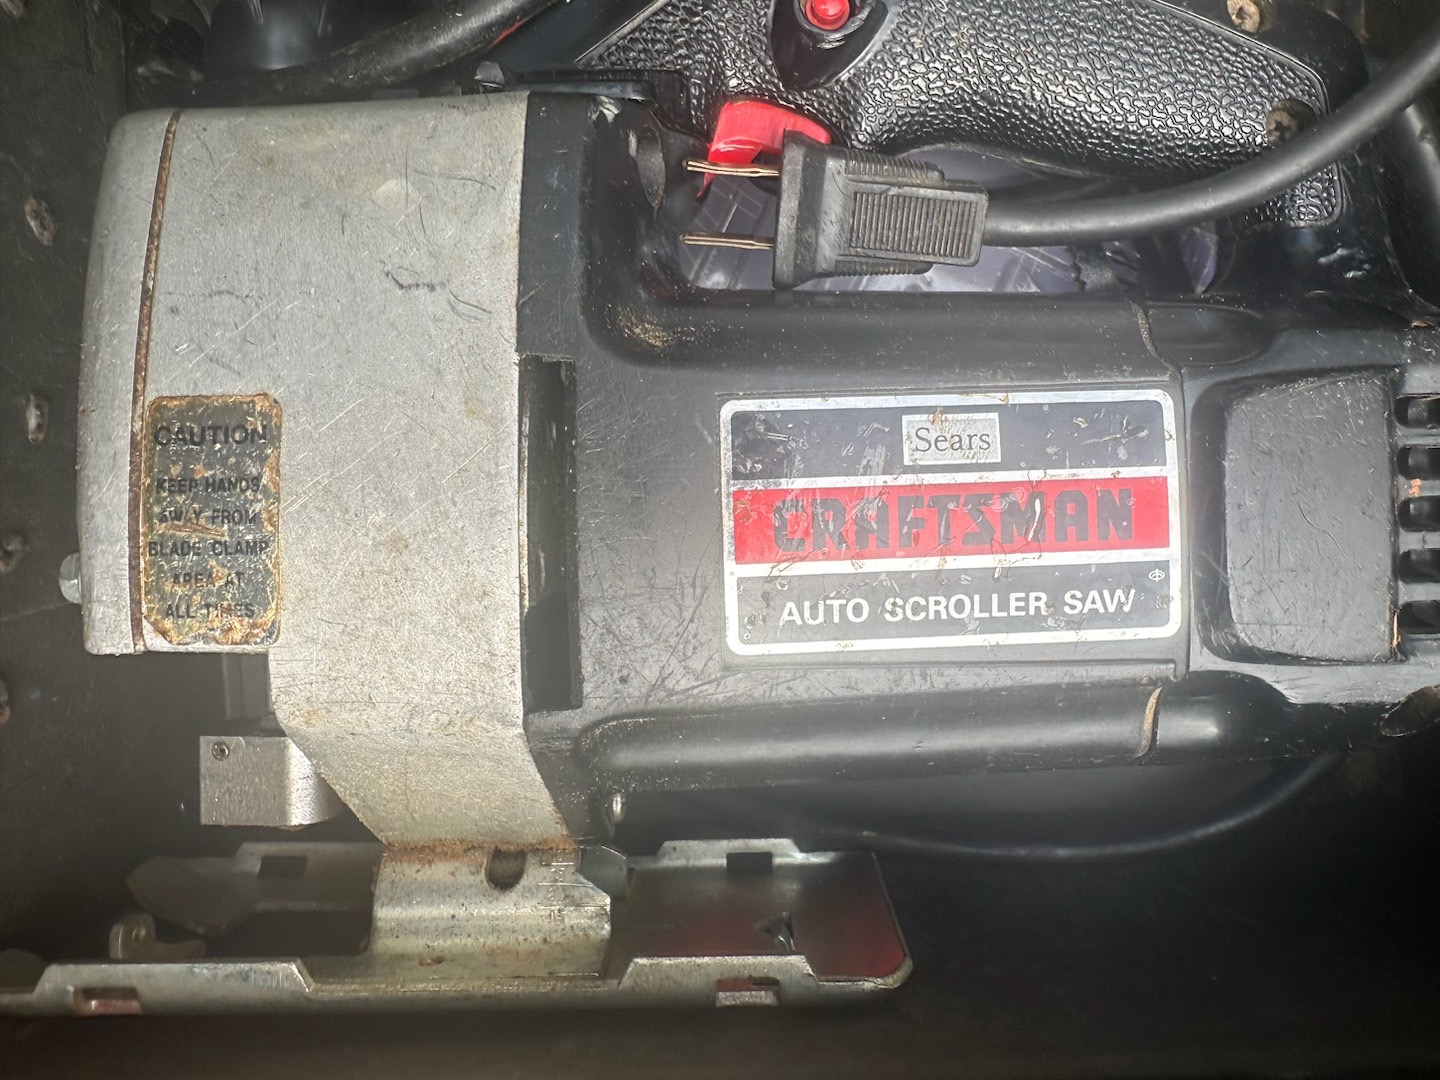 CAUTION
KEEP HANDS
AWAY FROM
BLADE CLAMP
AREA AT
ALL TIMES
Sears
CRAFTSMAN
AUTO SCROLLER SAW